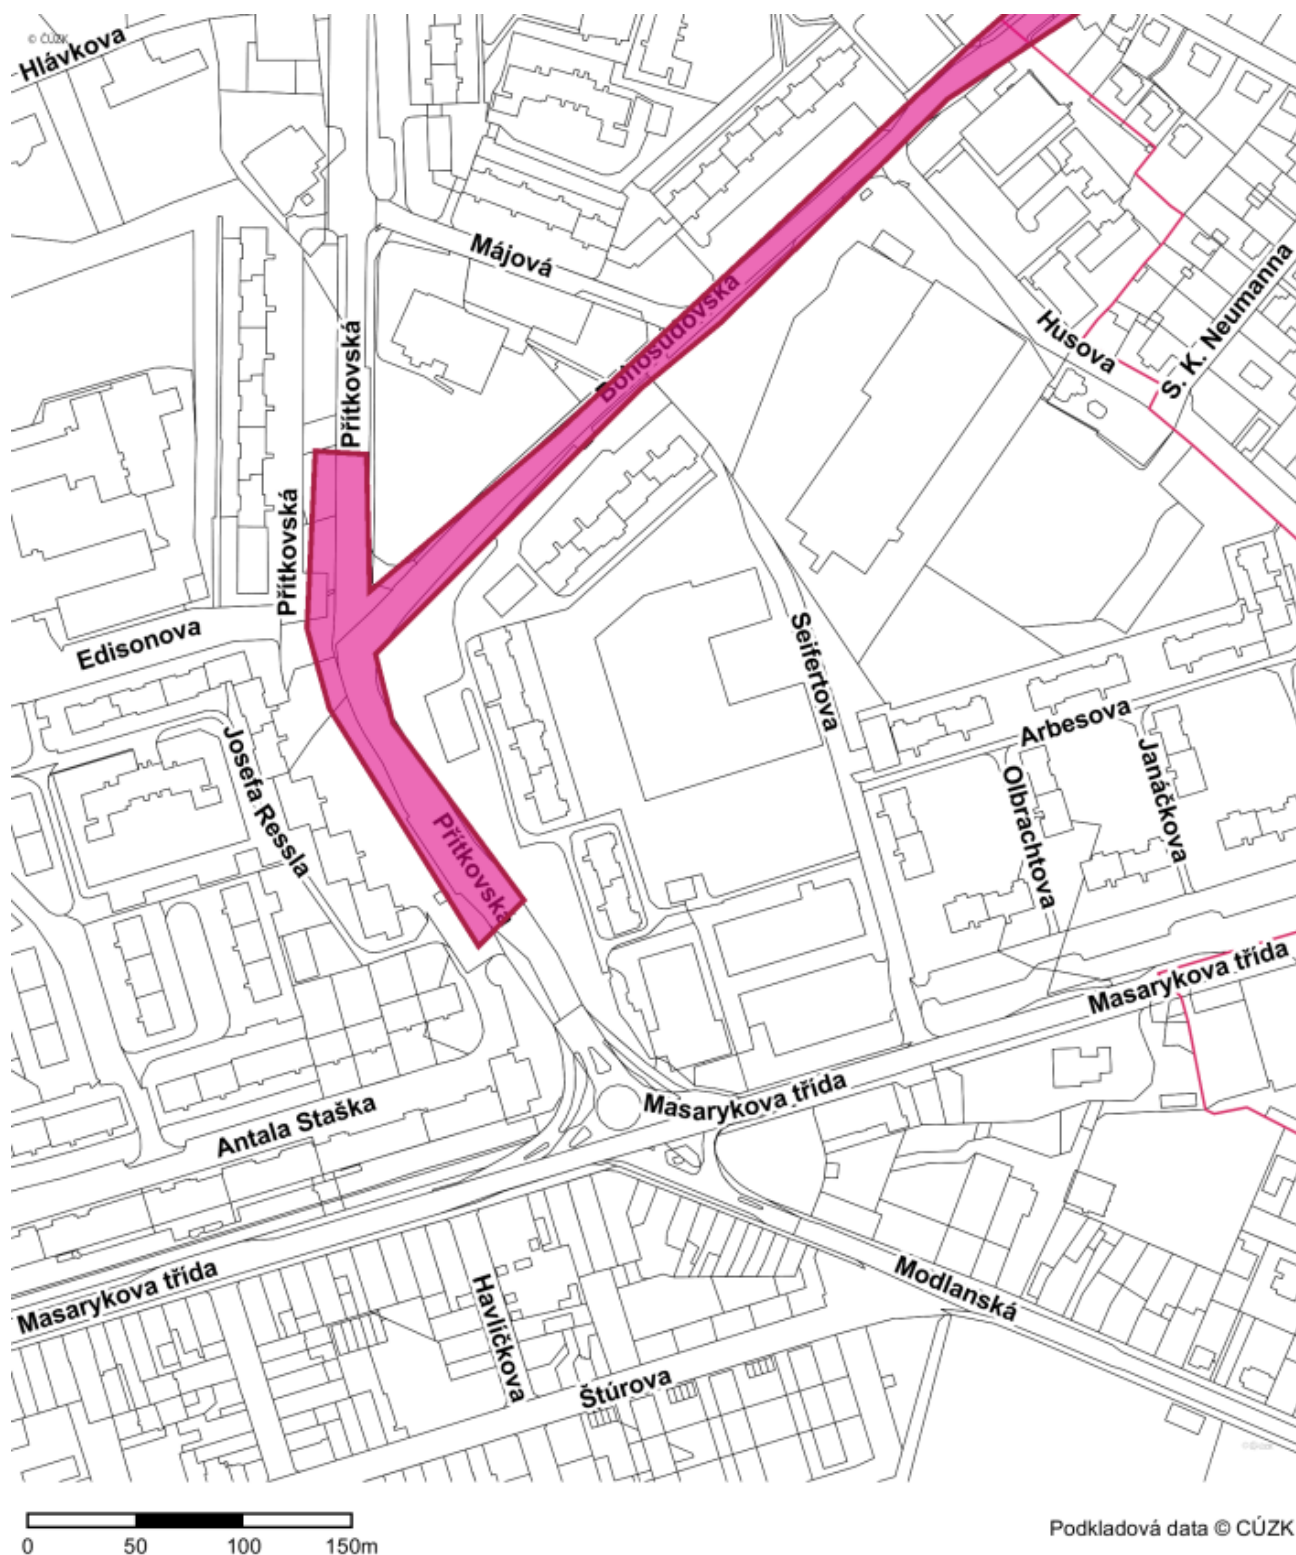 © ČÚZK
Hlávkova
Májová
Bohosudovská
Husova
S. K. Neumanna
Přítkovská
Přítkovská
Edisonova
Seifertova
Josefa Ressla
Arbesova
Janáčkova
Olbrachtova
Přítkovská
Masarykova třída
Masarykova třída
Antala Staška
Masarykova třída
Modlanská
Havlíčkova
Štúrova
0 50 100 150m
Podkladová data © CÚZK